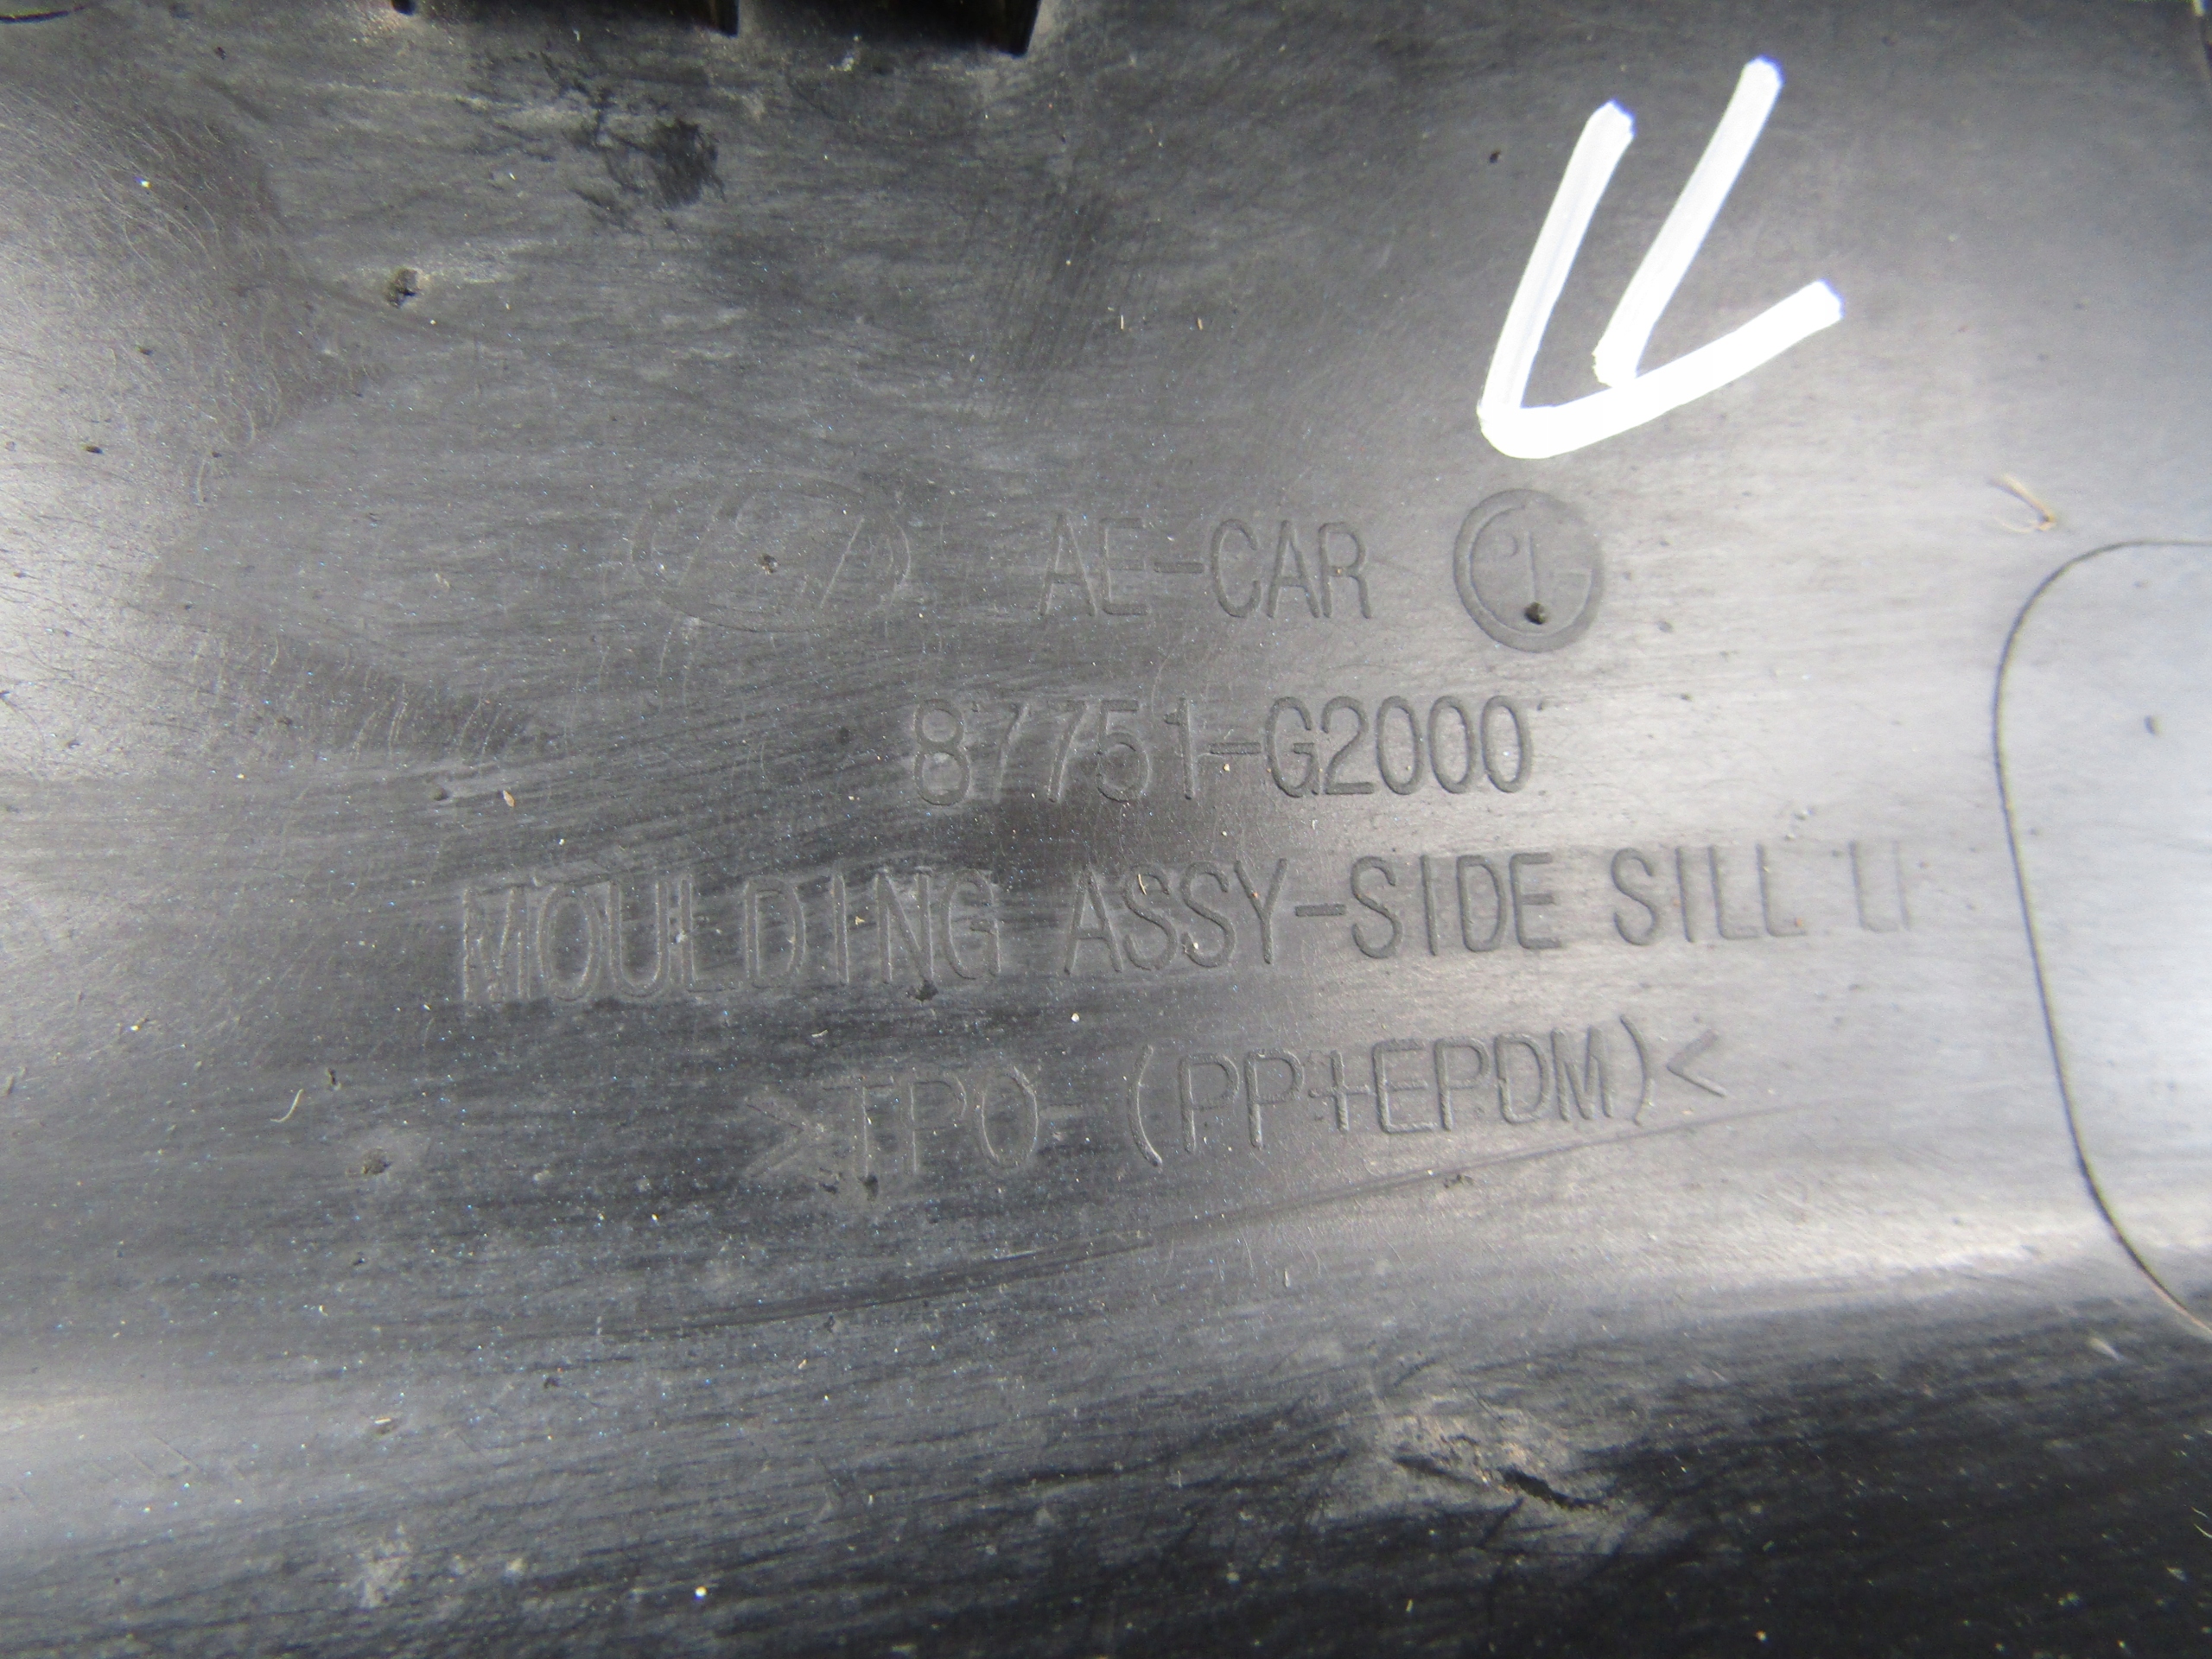 AE-CAR
87751-G2000
MOULDING ASSY-SIDE SILL
>TPO-(PP+EPDM)<